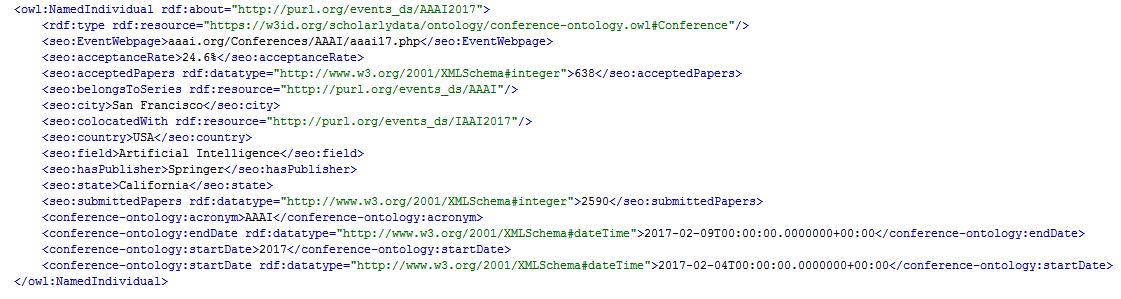 <owl:NamedIndividual rdf:about="http://purl.org/events_ds/AAAI2017">
<rdf:type rdf:resource="https://w3id.org/scholarlydata/ontology/conference-ontology.owl#Conference"/>
<seo:EventWebpage>aaai.org/Conferences/AAAI/aaai17.php</seo:EventWebpage>
<seo:acceptanceRate>24.6%</seo:acceptanceRate>
<seo:acceptedPapers rdf:datatype="http://www.w3.org/2001/XMLSchema#integer">638</seo:acceptedPapers>
<seo:belongsToSeries rdf:resource="http://purl.org/events_ds/AAAI"/>
<seo:city>San Francisco</seo:city>
<seo:colocatedWith rdf:resource="http://purl.org/events_ds/IAAI2017"/>
<seo:country>USA</seo:country>
<seo:field>Artificial Intelligence</seo:field>
<seo:hasPublisher>Springer</seo:hasPublisher>
<seo:state>California</seo:state>
<seo:submittedPapers rdf:datatype="http://www.w3.org/2001/XMLSchema#integer">2590</seo:submittedPapers>
<conference-ontology:acronym>AAAI</conference-ontology:acronym>
<conference-ontology:endDate rdf:datatype="http://www.w3.org/2001/XMLSchema#dateTime">2017-02-09T00:00:00.0000000+00:00</conference-ontology:endDate>
<conference-ontology:startDate>2017</conference-ontology:startDate>
<conference-ontology:startDate rdf:datatype="http://www.w3.org/2001/XMLSchema#dateTime">2017-02-04T00:00:00.0000000+00:00</conference-ontology:startDate>
</owl:NamedIndividual>